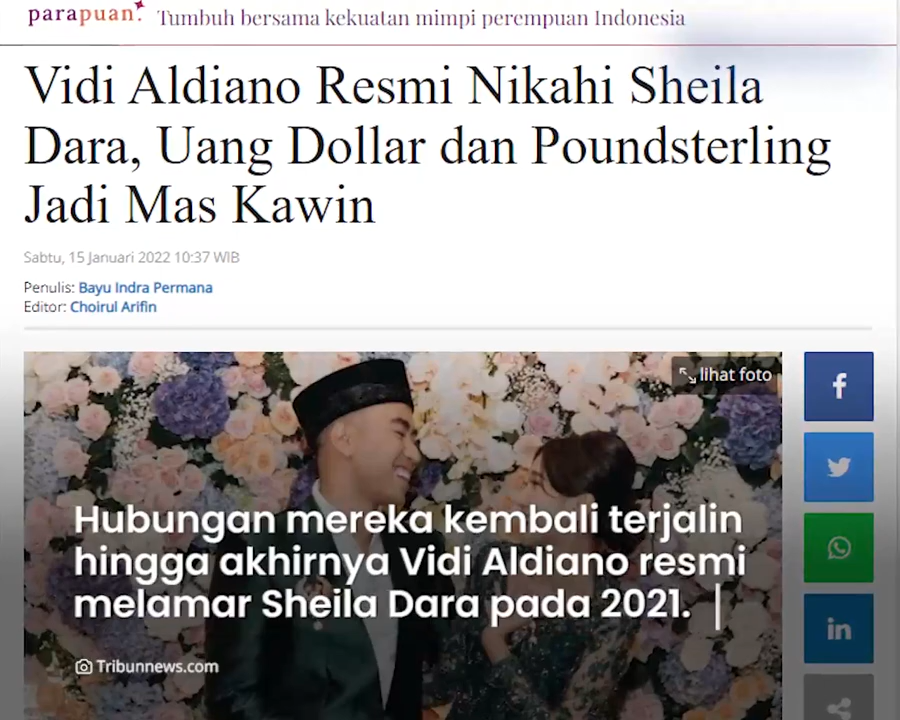 parapuan. Tumbuh bersama kekuatan mimpi perempuan Indonesia
Vidi Aldiano Resmi Nikahi Sheila
Dara, Uang Dollar dan Poundsterling
Jadi Mas Kawin
Sabtu, 15 Januari 2022 10:37 WIB
Penulis: Bayu Indra Permana
Editor: Choirul Arifin
lihat foto
Hubungan mereka kembali terjalin
hingga akhirnya Vidi Aldiano resmi
melamar Sheila Dara pada 2021.
Tribunnews.com